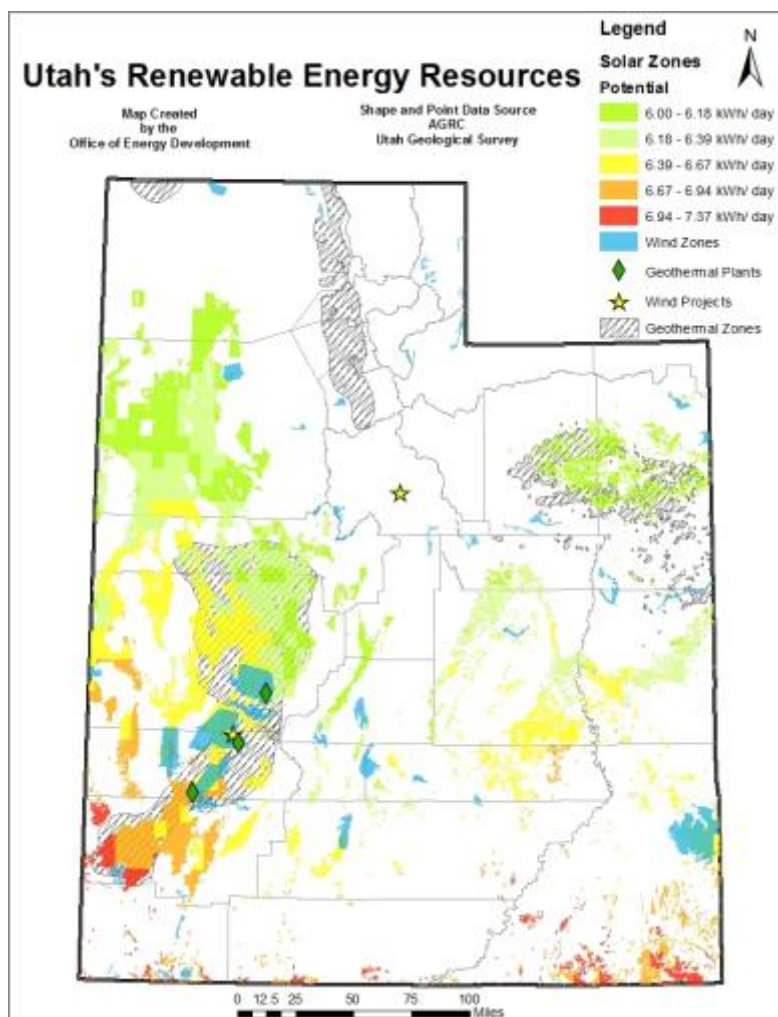 Utah's Renewable Energy Resources
Map Created
by the
Office of Energy Development
Shape and Point Data Source
AGRC
Utah Geological Survey
Legend
N
Solar Zones
Potential
6.00 - 6.18 kWh/ day
6.18 - 6.39 kWh/ day
6.39 - 6.67 kWh/ day
6.67 - 6.94 kWh/ day
6.94 - 7.37 kWh/ day
Wind Zones
Geothermal Plants
Wind Projects
Geothermal Zones
0 12.5 25 50 75 100
Miles